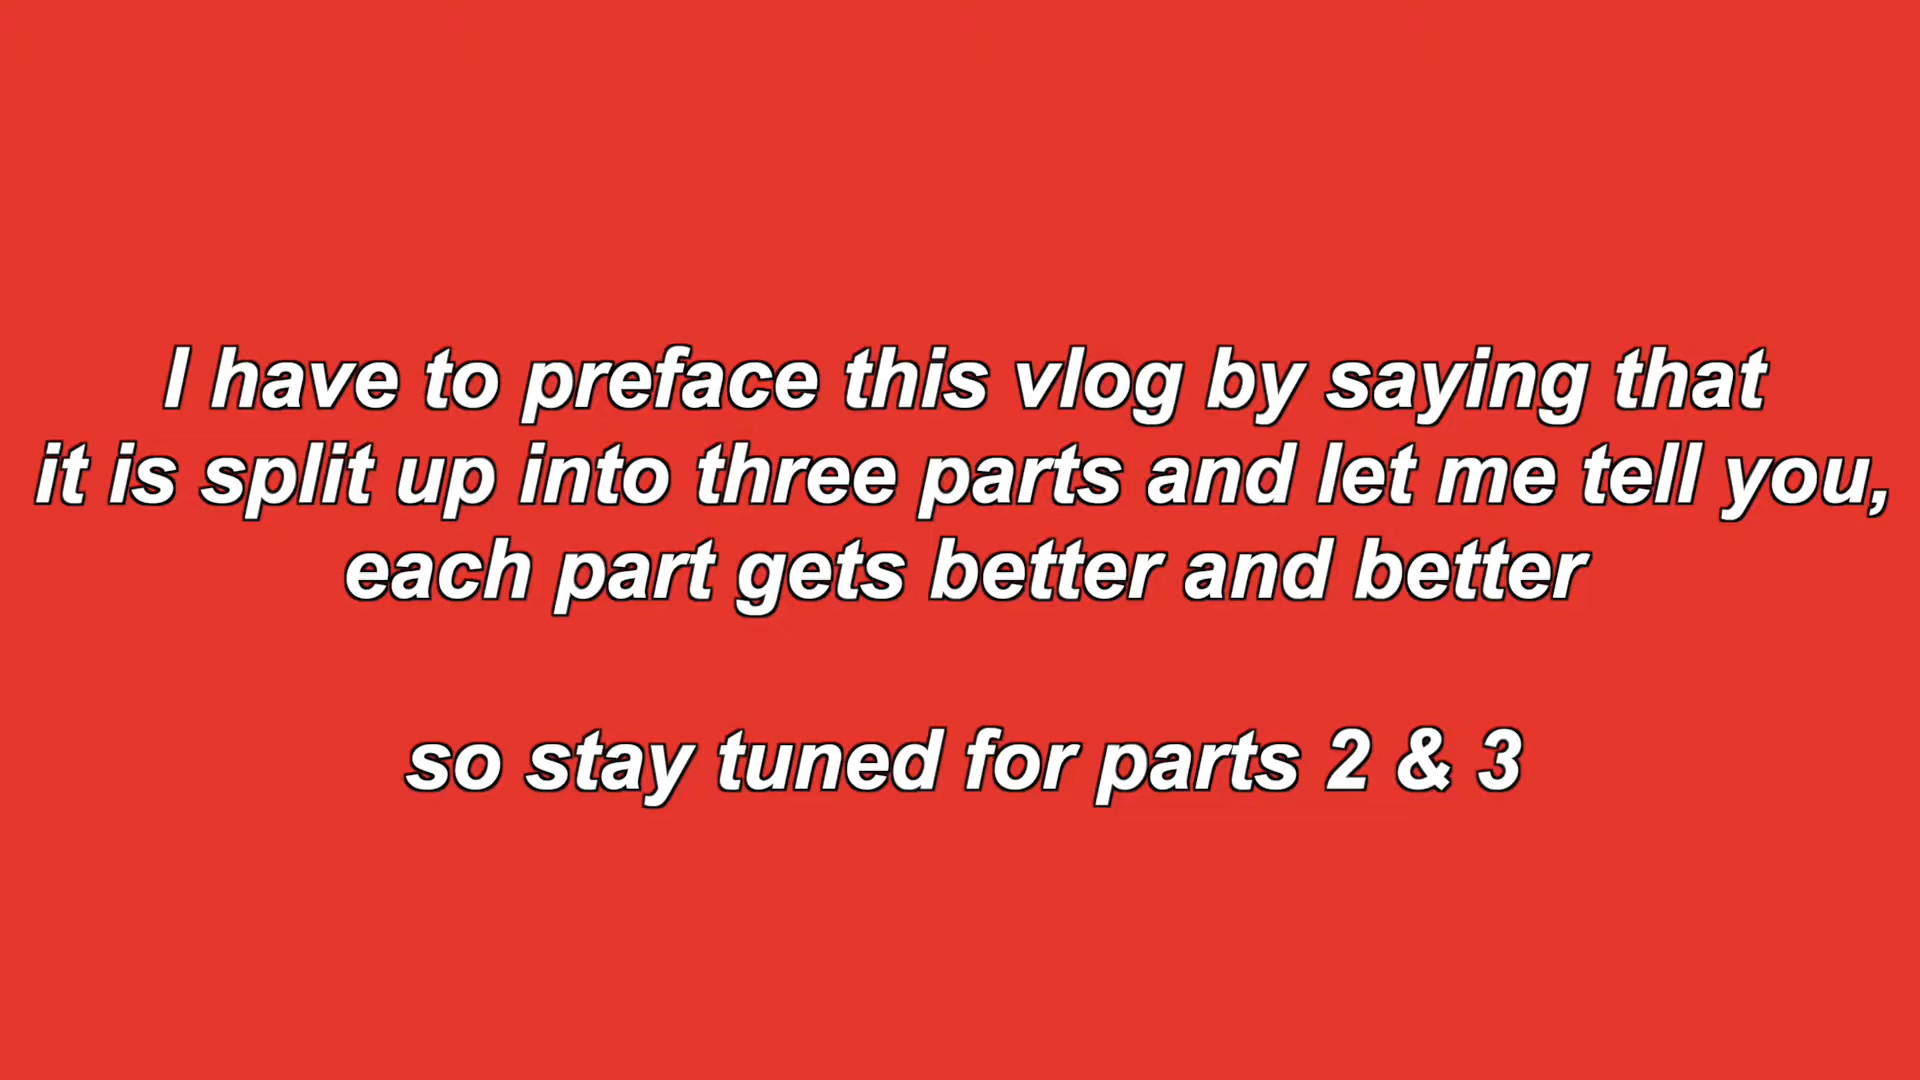 I have to preface this vlog by saying that
it is split up into three parts and let me tell you,
each part gets better and better
so stay tuned for parts 2 & 3